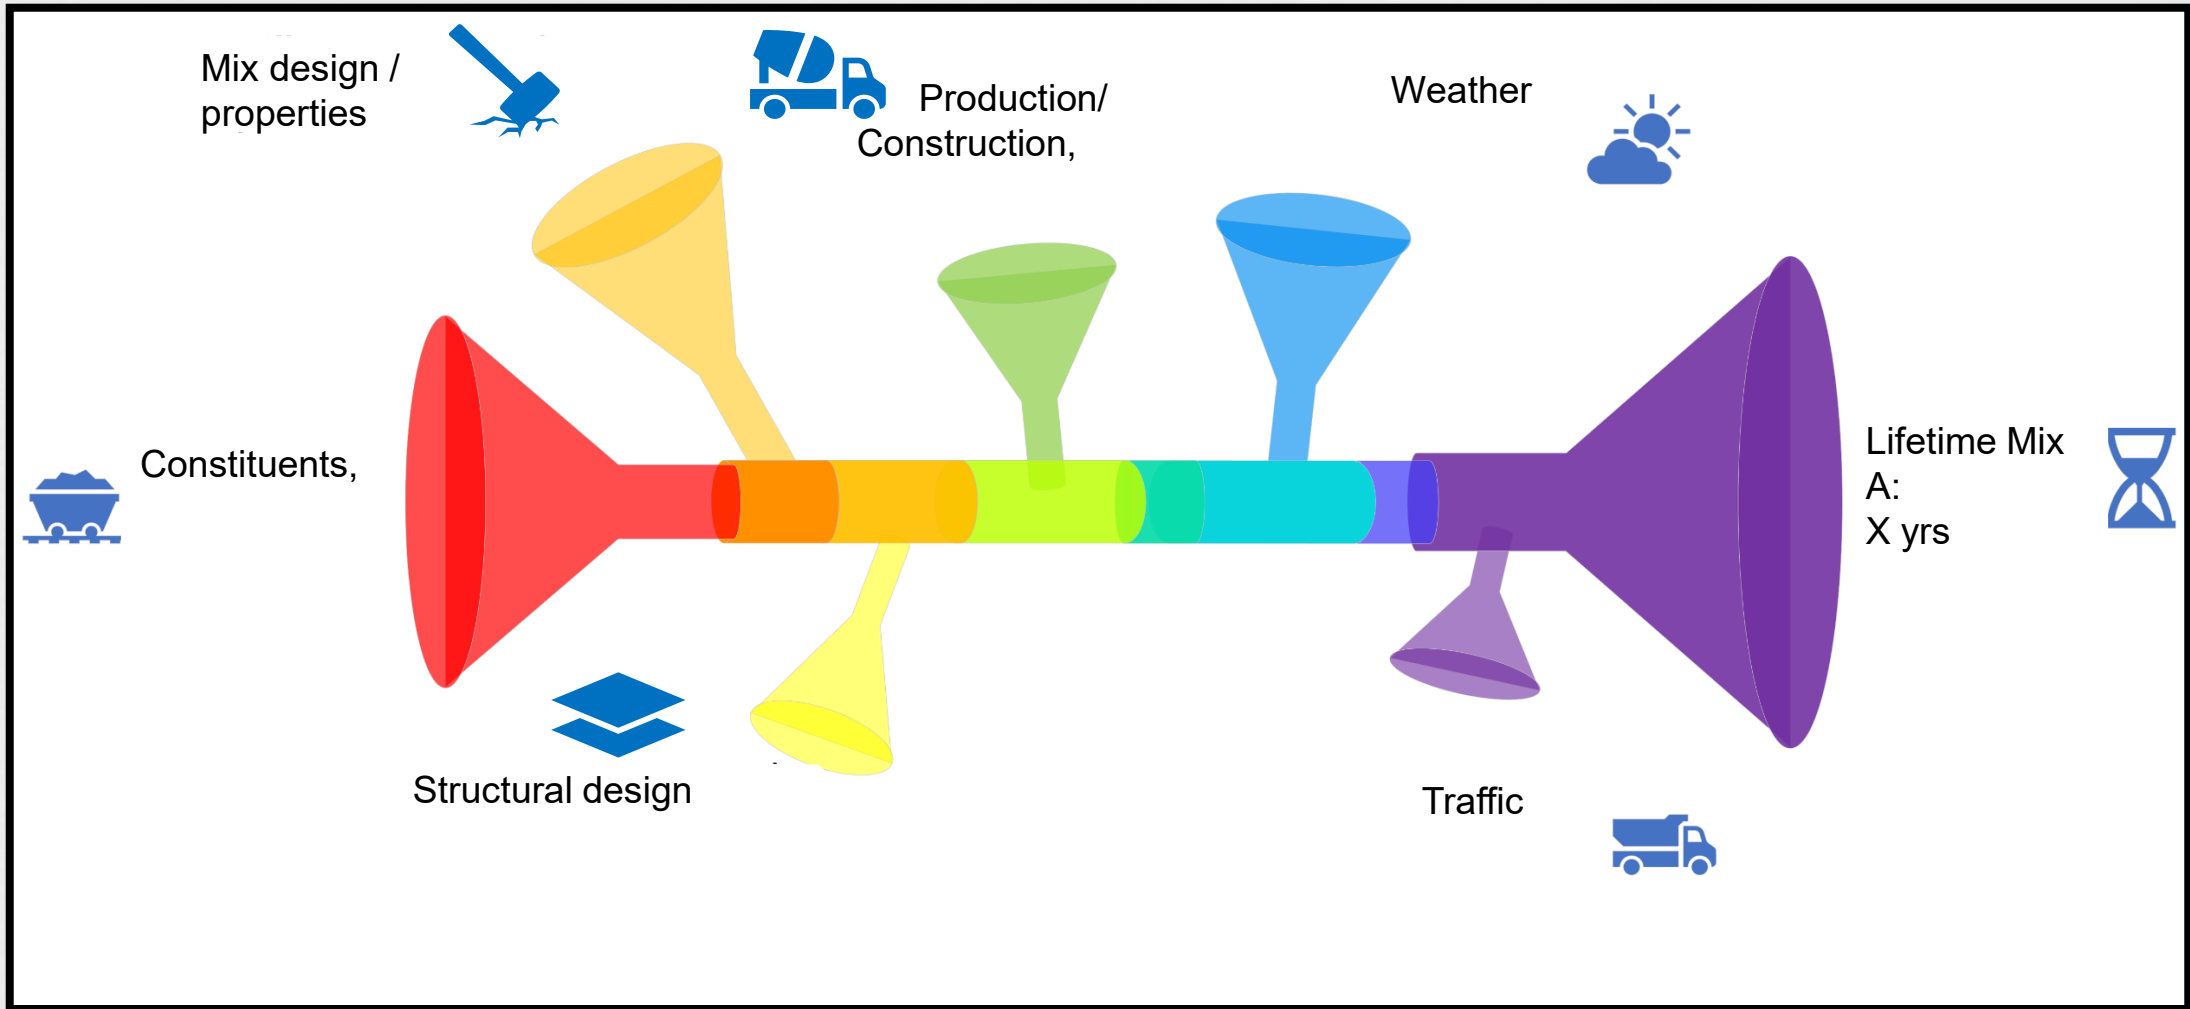 Mix design /
properties
Production/
Construction,
Weather
Constituents,
Lifetime Mix
A:
X yrs
Structural design
Traffic